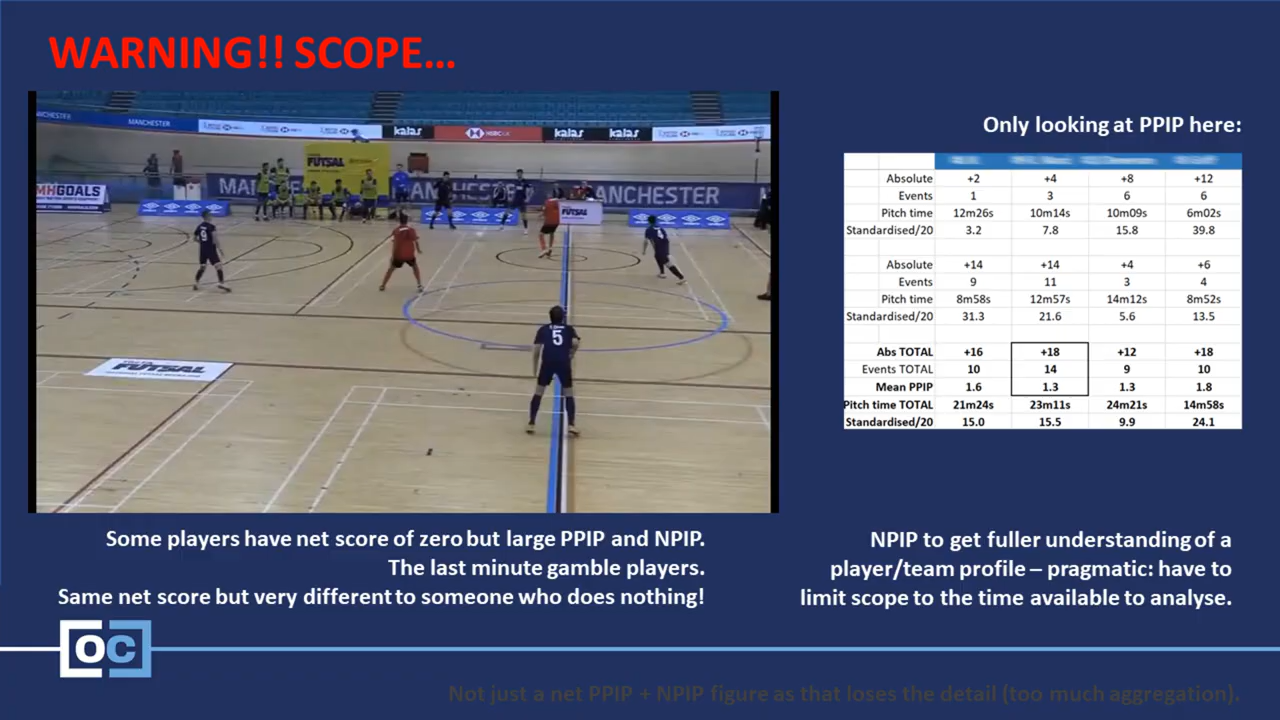 WARNING!! SCOPE...
MANCHESTER
MANCHESTER
kalas
HSBC UK
kalas
kalas
FUTSAL
MHGOALS
MANCHESTER
MANCHESTER
FUTSAL
9
4
5
FUTSAL
Some players have net score of zero but large PPIP and NPIP.
The last minute gamble players.
Same net score but very different to someone who does nothing!
Only looking at PPIP here:
Absolute +2 +4 +8 +12
Events 1 3 6 6
Pitch time 12m26s 10m14s 10m09s 6m02s
Standardised/20 3.2 7.8 15.8 39.8
Absolute +14 +14 +4 +6
Events 9 11 3 4
Pitch time 8m58s 12m57s 14m12s 8m52s
Standardised/20 31.3 21.6 5.6 13.5
Abs TOTAL +16 +18 +12 +18
Events TOTAL 10 14 9 10
Mean PPIP 1.6 1.3 1.3 1.8
Pitch time TOTAL 21m24s 23m11s 24m21s 14m58s
Standardised/20 15.0 15.5 9.9 24.1
NPIP to get fuller understanding of a
player/team profile – pragmatic: have to
limit scope to the time available to analyse.
OC
Not just a net PPIP + NPIP figure as that loses the detail (too much aggregation).